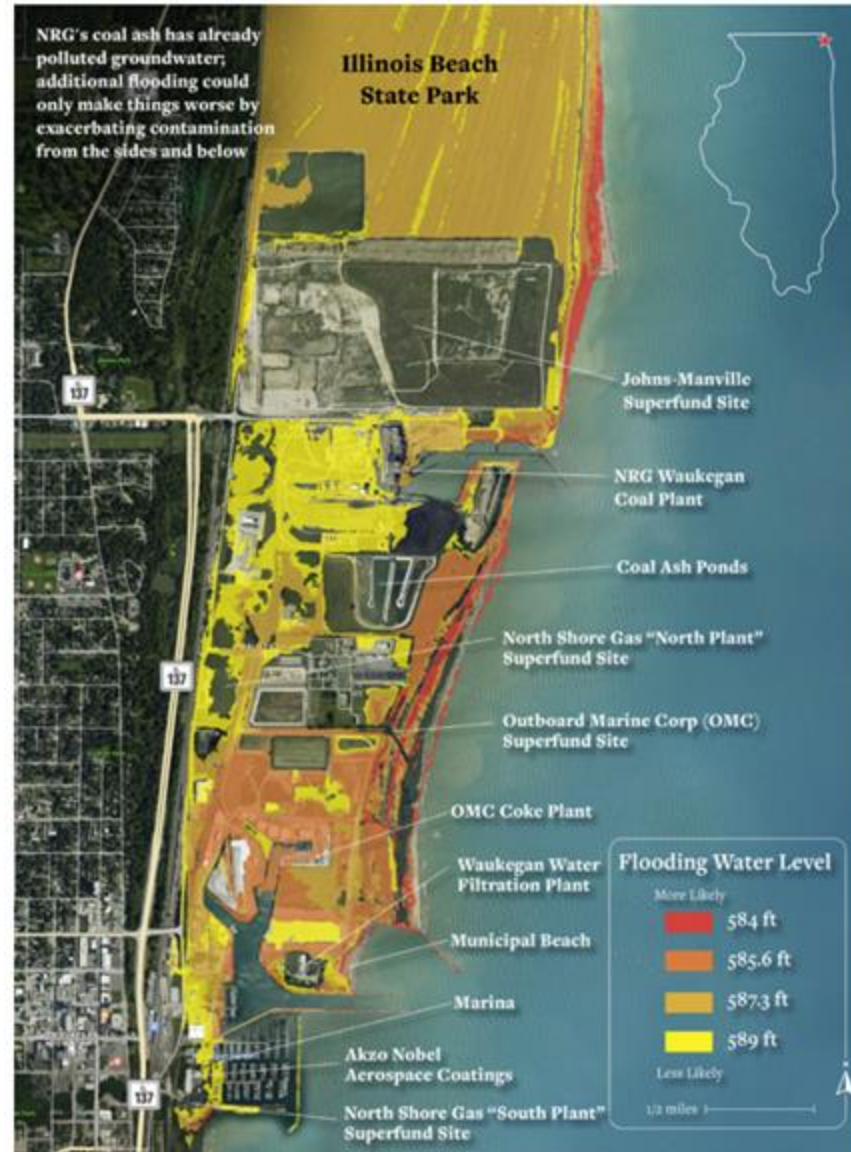 NRG's coal ash has already
polluted groundwater;
additional flooding could
only make things worse by
exacerbating contamination
from the sides and below
Illinois Beach
State Park
137
Johns-Manville
Superfund Site
NRG Waukegan
Coal Plant
Coal Ash Ponds
North Shore Gas "North Plant"
Superfund Site
137
Outboard Marine Corp (OMC)
Superfund Site
OMC Coke Plant
Waukegan Water
Filtration Plant
Municipal Beach
Marina
Akzo Nobel
Aerospace Coatings
137
North Shore Gas "South Plant"
Superfund Site
Flooding Water Level
More Likely
584 ft
585.6 ft
587.3 ft
589 ft
Less Likely
1/2 miles